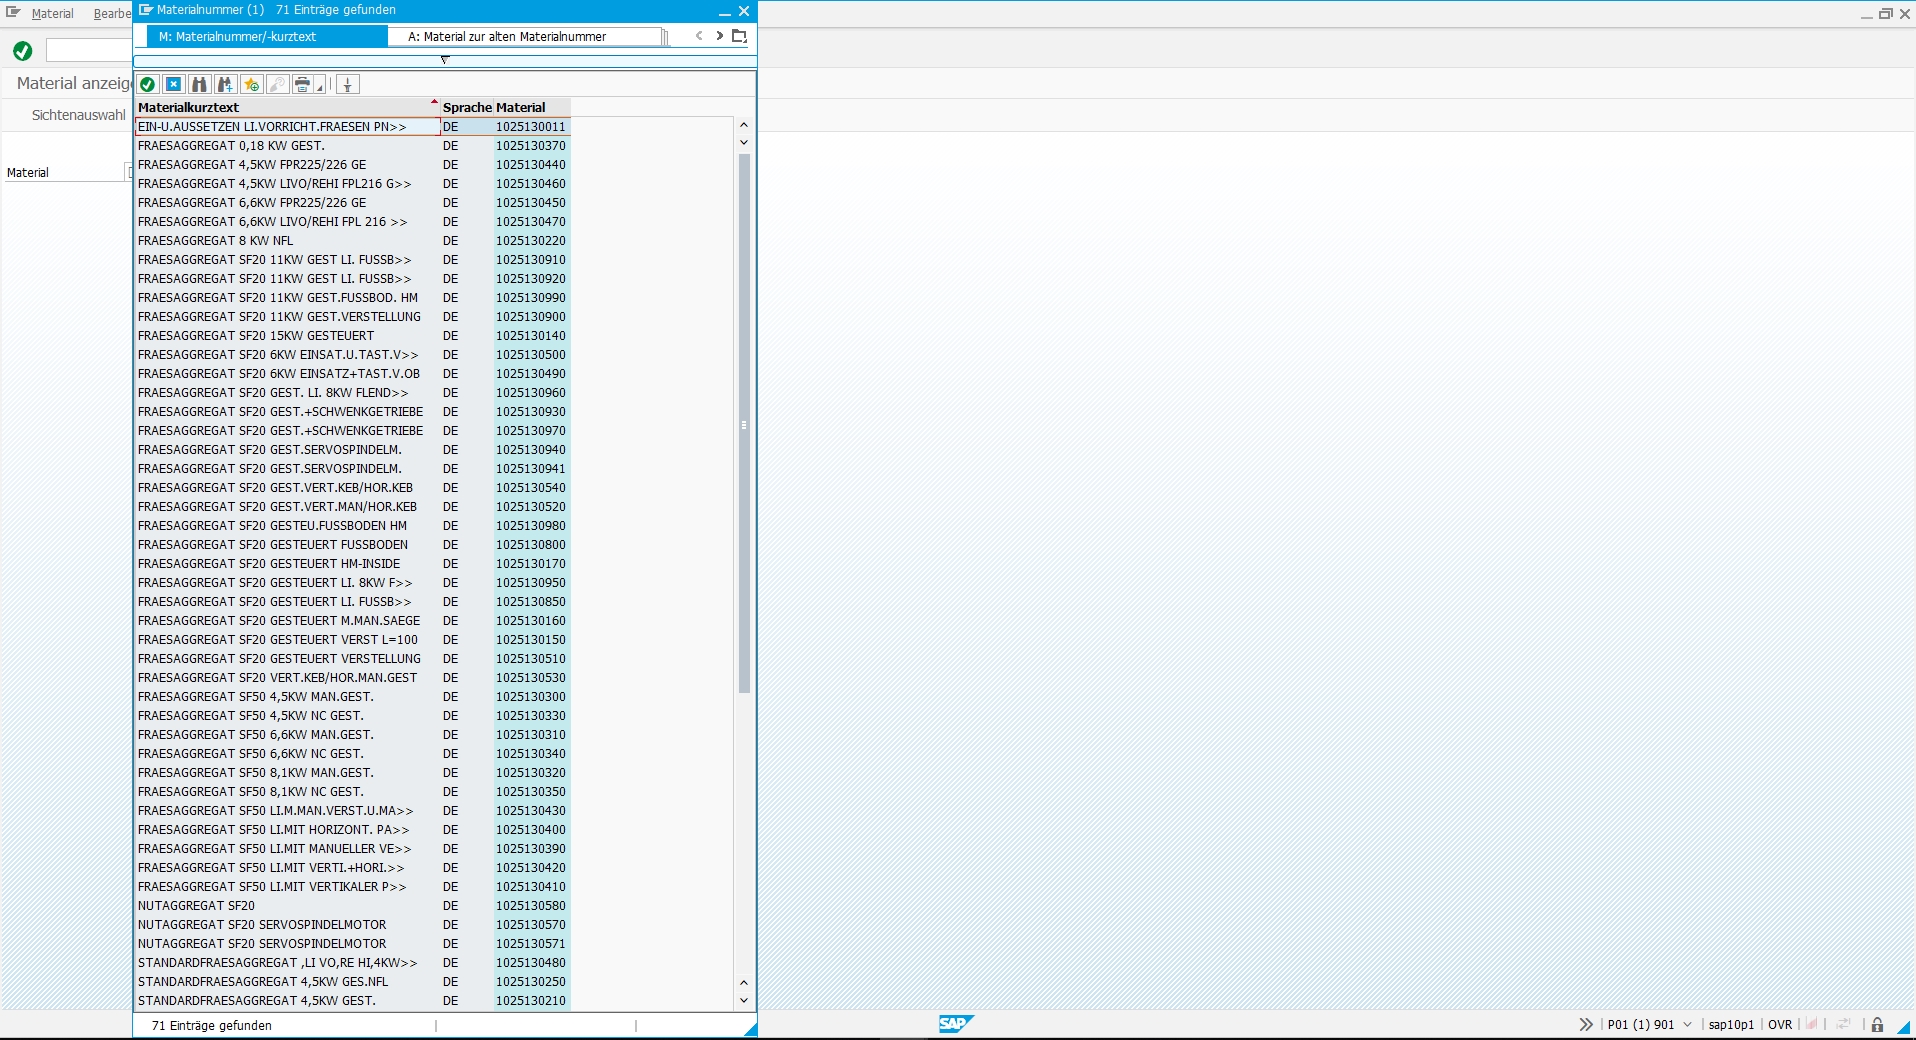 Material Bearbe
Materialnummer (1) 71 Einträge gefunden
M: Materialnummer/-kurztext A: Material zur alten Materialnummer
Material anzeige
Sichtenauswahl
Material
Materialkurztext Sprache Material
EIN-U.AUSSETZEN LI.VORRICHT.FRAESEN PN>> DE 1025130011
FRAESAGGREGAT 0,18 KW GEST. DE 1025130370
FRAESAGGREGAT 4,5KW FPR225/226 GE DE 1025130440
FRAESAGGREGAT 4,5KW LIVO/REHI FPL216 G>> DE 1025130460
FRAESAGGREGAT 6,6KW FPR225/226 GE DE 1025130450
FRAESAGGREGAT 6,6KW LIVO/REHI FPL 216 >> DE 1025130470
FRAESAGGREGAT 8 KW NFL DE 1025130220
FRAESAGGREGAT SF20 11KW GEST LI. FUSSB>> DE 1025130910
FRAESAGGREGAT SF20 11KW GEST LI. FUSSB>> DE 1025130920
FRAESAGGREGAT SF20 11KW GEST.FUSSBOD. HM DE 1025130990
FRAESAGGREGAT SF20 11KW GEST.VERSTELLUNG DE 1025130900
FRAESAGGREGAT SF20 15KW GESTEUERT DE 1025130140
FRAESAGGREGAT SF20 6KW EINSAT.U.TAST.V>> DE 1025130500
FRAESAGGREGAT SF20 6KW EINSATZ+TAST.V.OB DE 1025130490
FRAESAGGREGAT SF20 GEST. LI. 8KW FLEND>> DE 1025130960
FRAESAGGREGAT SF20 GEST.+SCHWENKGETRIEBE DE 1025130930
FRAESAGGREGAT SF20 GEST.+SCHWENKGETRIEBE DE 1025130970
FRAESAGGREGAT SF20 GEST.SERVOSPINDELM. DE 1025130940
FRAESAGGREGAT SF20 GEST.SERVOSPINDELM. DE 1025130941
FRAESAGGREGAT SF20 GEST.VERT.KEB/HOR.KEB DE 1025130540
FRAESAGGREGAT SF20 GEST.VERT.MAN/HOR.KEB DE 1025130520
FRAESAGGREGAT SF20 GESTEU.FUSSBODEN HM DE 1025130980
FRAESAGGREGAT SF20 GESTEUERT FUSSBODEN DE 1025130800
FRAESAGGREGAT SF20 GESTEUERT HM-INSIDE DE 1025130170
FRAESAGGREGAT SF20 GESTEUERT LI. 8KW F>> DE 1025130950
FRAESAGGREGAT SF20 GESTEUERT LI. FUSSB>> DE 1025130850
FRAESAGGREGAT SF20 GESTEUERT M.MAN.SAEGE DE 1025130160
FRAESAGGREGAT SF20 GESTEUERT VERST L=100 DE 1025130150
FRAESAGGREGAT SF20 GESTEUERT VERSTELLUNG DE 1025130510
FRAESAGGREGAT SF20 VERT.KEB/HOR.MAN.GEST DE 1025130530
FRAESAGGREGAT SF50 4,5KW MAN.GEST. DE 1025130300
FRAESAGGREGAT SF50 4,5KW NC GEST. DE 1025130330
FRAESAGGREGAT SF50 6,6KW MAN.GEST. DE 1025130310
FRAESAGGREGAT SF50 6,6KW NC GEST. DE 1025130340
FRAESAGGREGAT SF50 8,1KW MAN.GEST. DE 1025130320
FRAESAGGREGAT SF50 8,1KW NC GEST. DE 1025130350
FRAESAGGREGAT SF50 LI.M.MAN.VERST.U.MA>> DE 1025130430
FRAESAGGREGAT SF50 LI.MIT HORIZONT. PA>> DE 1025130400
FRAESAGGREGAT SF50 LI.MIT MANUELLER VE>> DE 1025130390
FRAESAGGREGAT SF50 LI.MIT VERTI.+HORI.>> DE 1025130420
FRAESAGGREGAT SF50 LI.MIT VERTIKALER P>> DE 1025130410
NUTAGGREGAT SF20 DE 1025130580
NUTAGGREGAT SF20 SERVOSPINDELMOTOR DE 1025130570
NUTAGGREGAT SF20 SERVOSPINDELMOTOR DE 1025130571
STANDARDFRAESAGGREGAT ,LI VO,RE HI,4KW>> DE 1025130480
STANDARDFRAESAGGREGAT 4,5KW GES.NFL DE 1025130250
STANDARDFRAESAGGREGAT 4,5KW GEST. DE 1025130210
71 Einträge gefunden
SAP P01 (1) 901 sap10p1 OVR